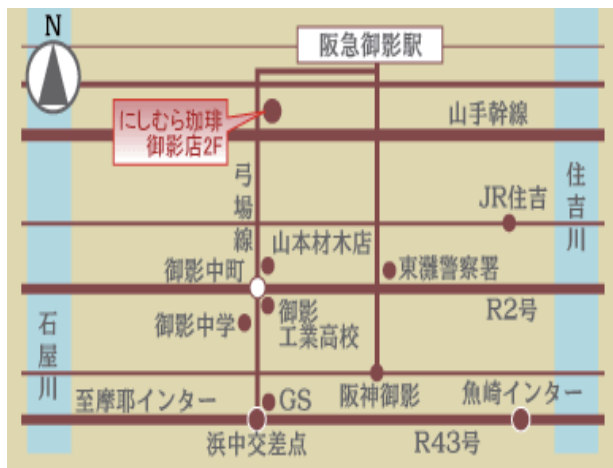 N
阪急御影駅
にしむら珈琲
御影店2F
山手幹線
弓場線
住吉川
JR住吉
山本材木店
御影中町
東灘警察署
石屋川
御影中学
御影
工業高校
R2号
至摩耶インター
GS
阪神御影
魚崎インター
浜中交差点
R43号